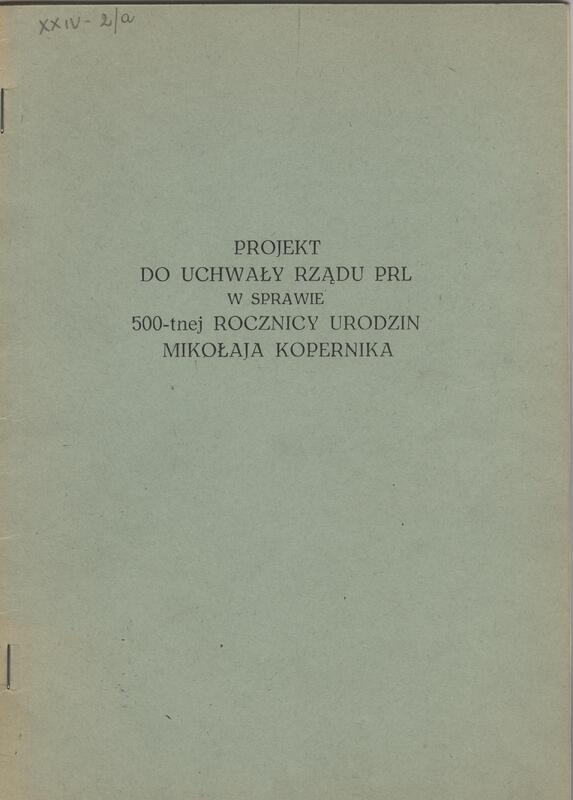 XXIV - 2/a
PROJEKT
DO UCHWAŁY RZĄDU PRL
W SPRAWIE
500-tnej ROCZNICY URODZIN
MIKOŁAJA KOPERNIKA